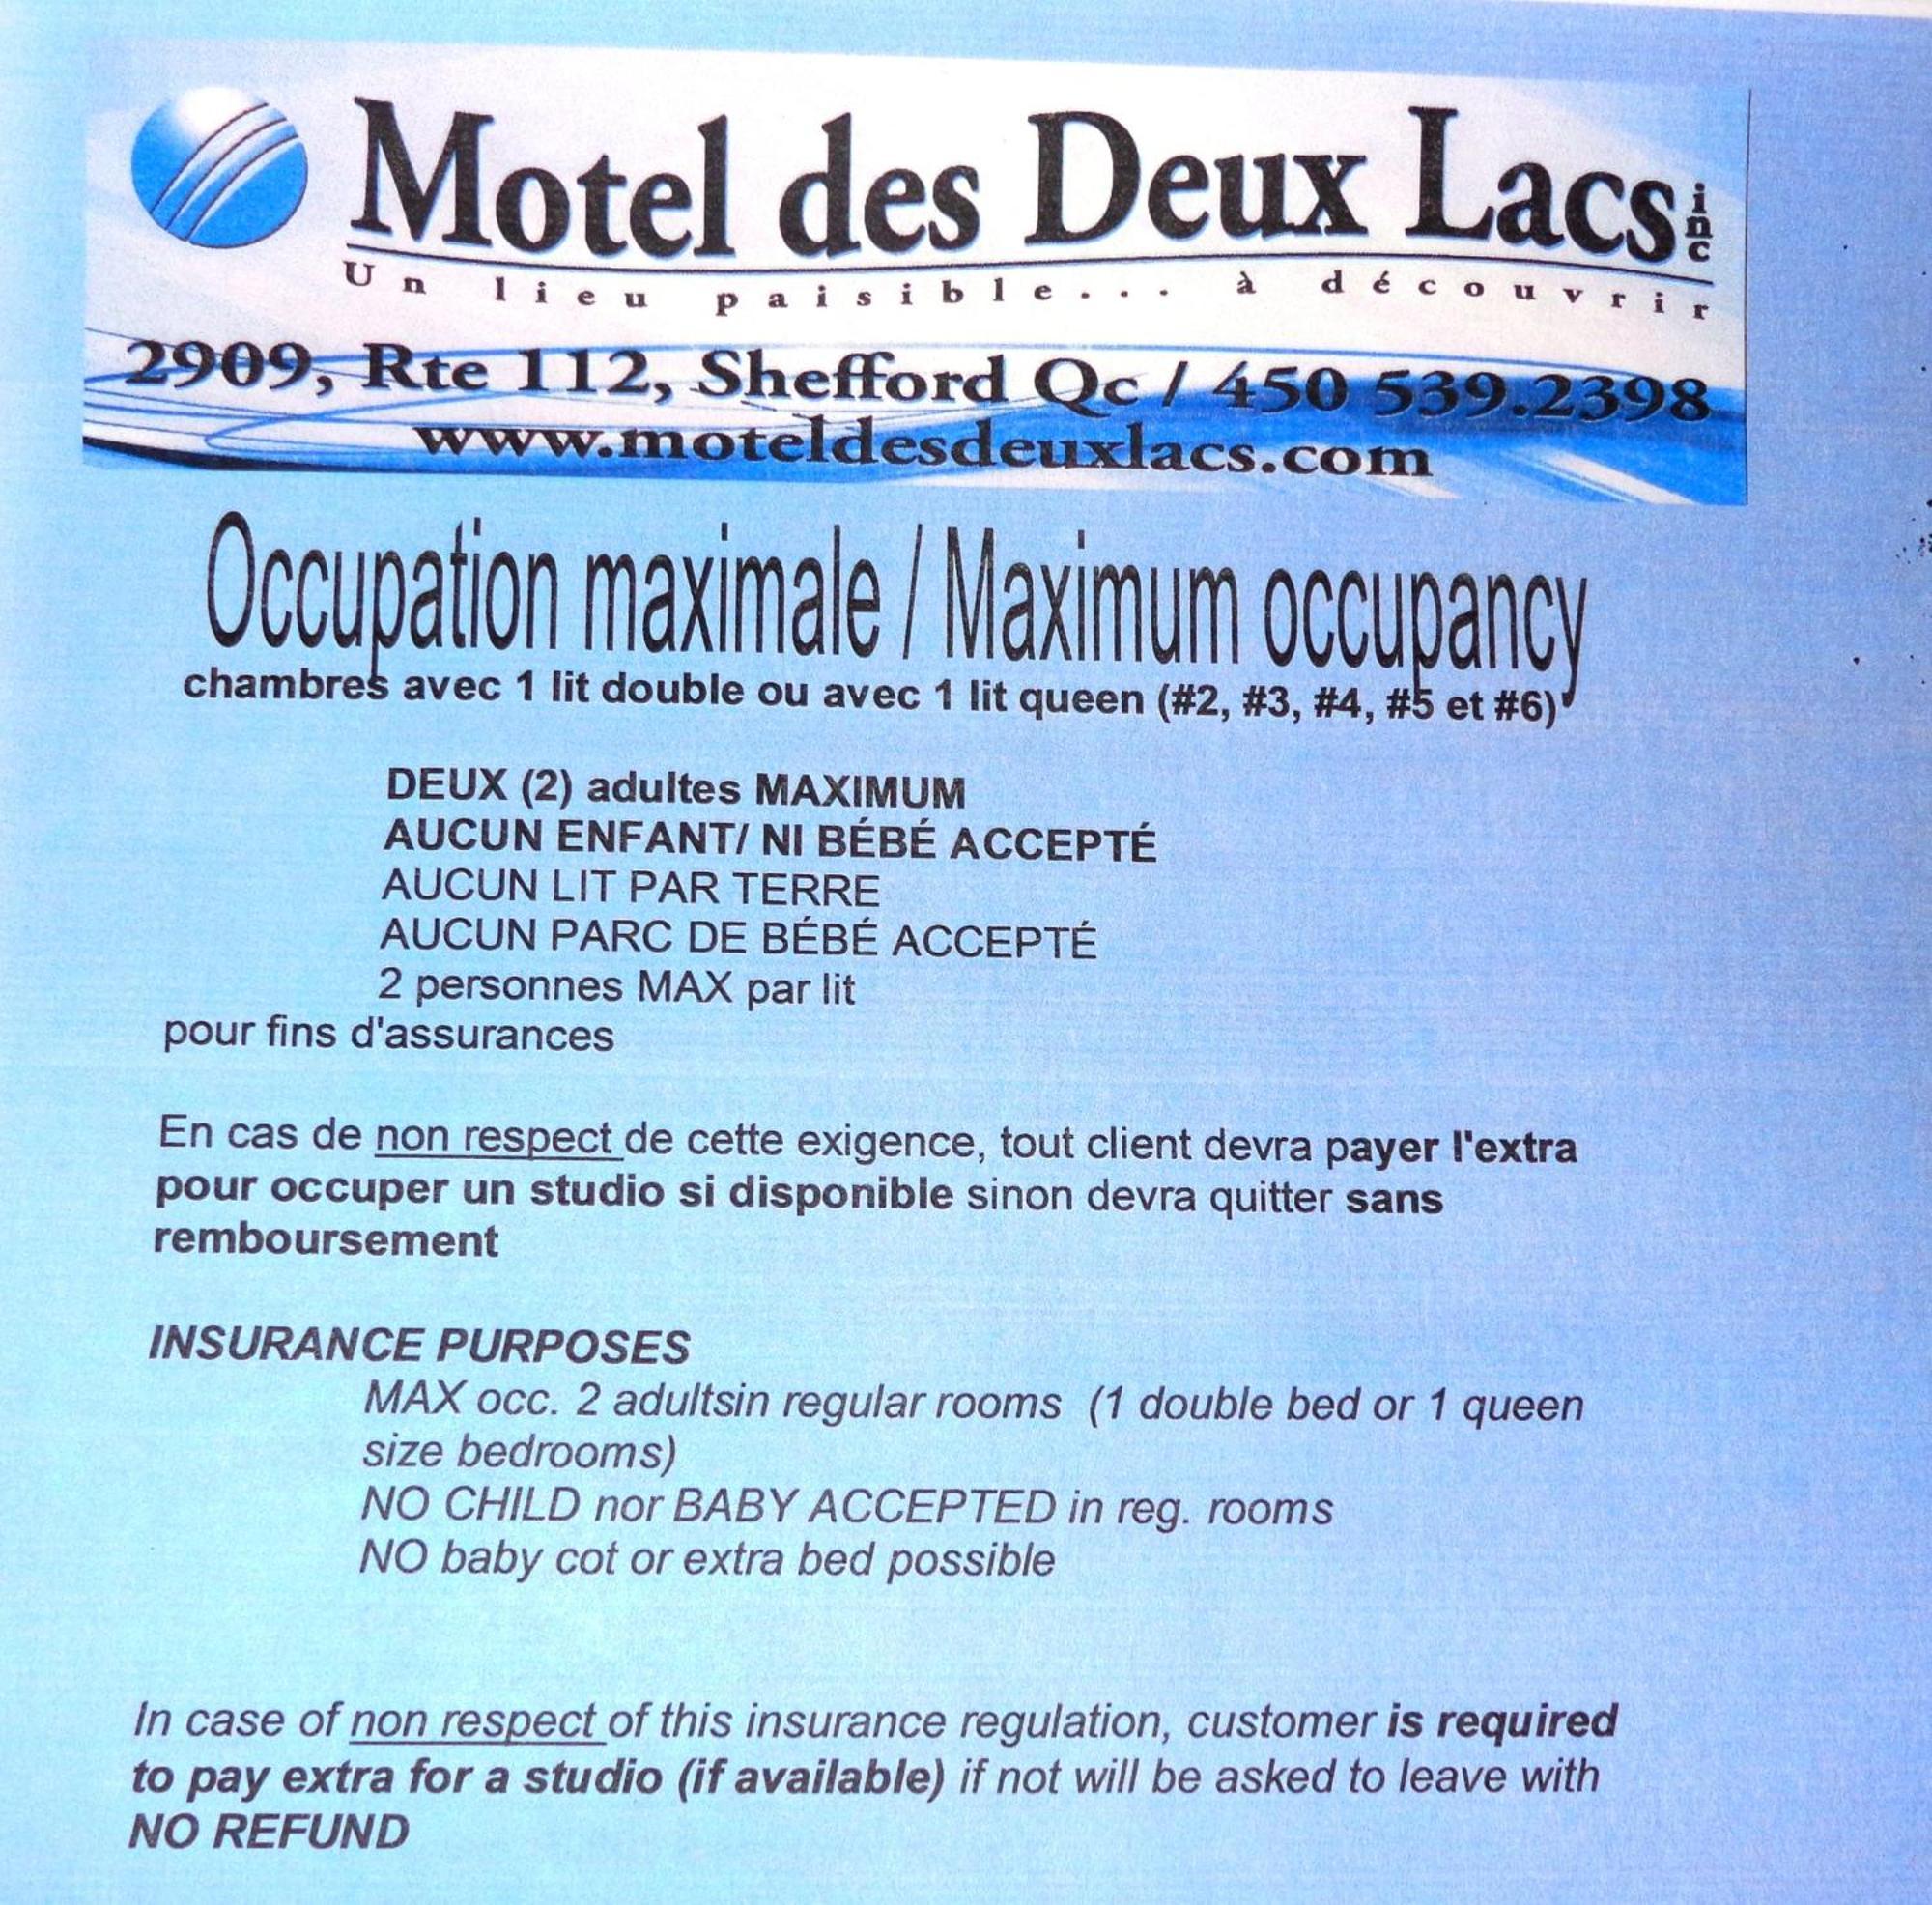 Motel des Deux Lacs inc
Un lieu paisible... à découvrir
2909, Rte 112, Shefford Qc / 450 539.2398
www.moteldesdeuxlacs.com
Occupation maximale / Maximum occupancy
chambres avec 1 lit double ou avec 1 lit queen (#2, #3, #4, #5 et #6)
DEUX (2) adultes MAXIMUM
AUCUN ENFANT/ NI BÉBÉ ACCEPTÉ
AUCUN LIT PAR TERRE
AUCUN PARC DE BÉBÉ ACCEPTÉ
2 personnes MAX par lit
pour fins d'assurances
En cas de non respect de cette exigence, tout client devra payer l'extra
pour occuper un studio si disponible sinon devra quitter sans
remboursement
INSURANCE PURPOSES
MAX occ. 2 adultsin regular rooms (1 double bed or 1 queen
size bedrooms)
NO CHILD nor BABY ACCEPTED in reg. rooms
NO baby cot or extra bed possible
In case of non respect of this insurance regulation, customer is required
to pay extra for a studio (if available) if not will be asked to leave with
NO REFUND